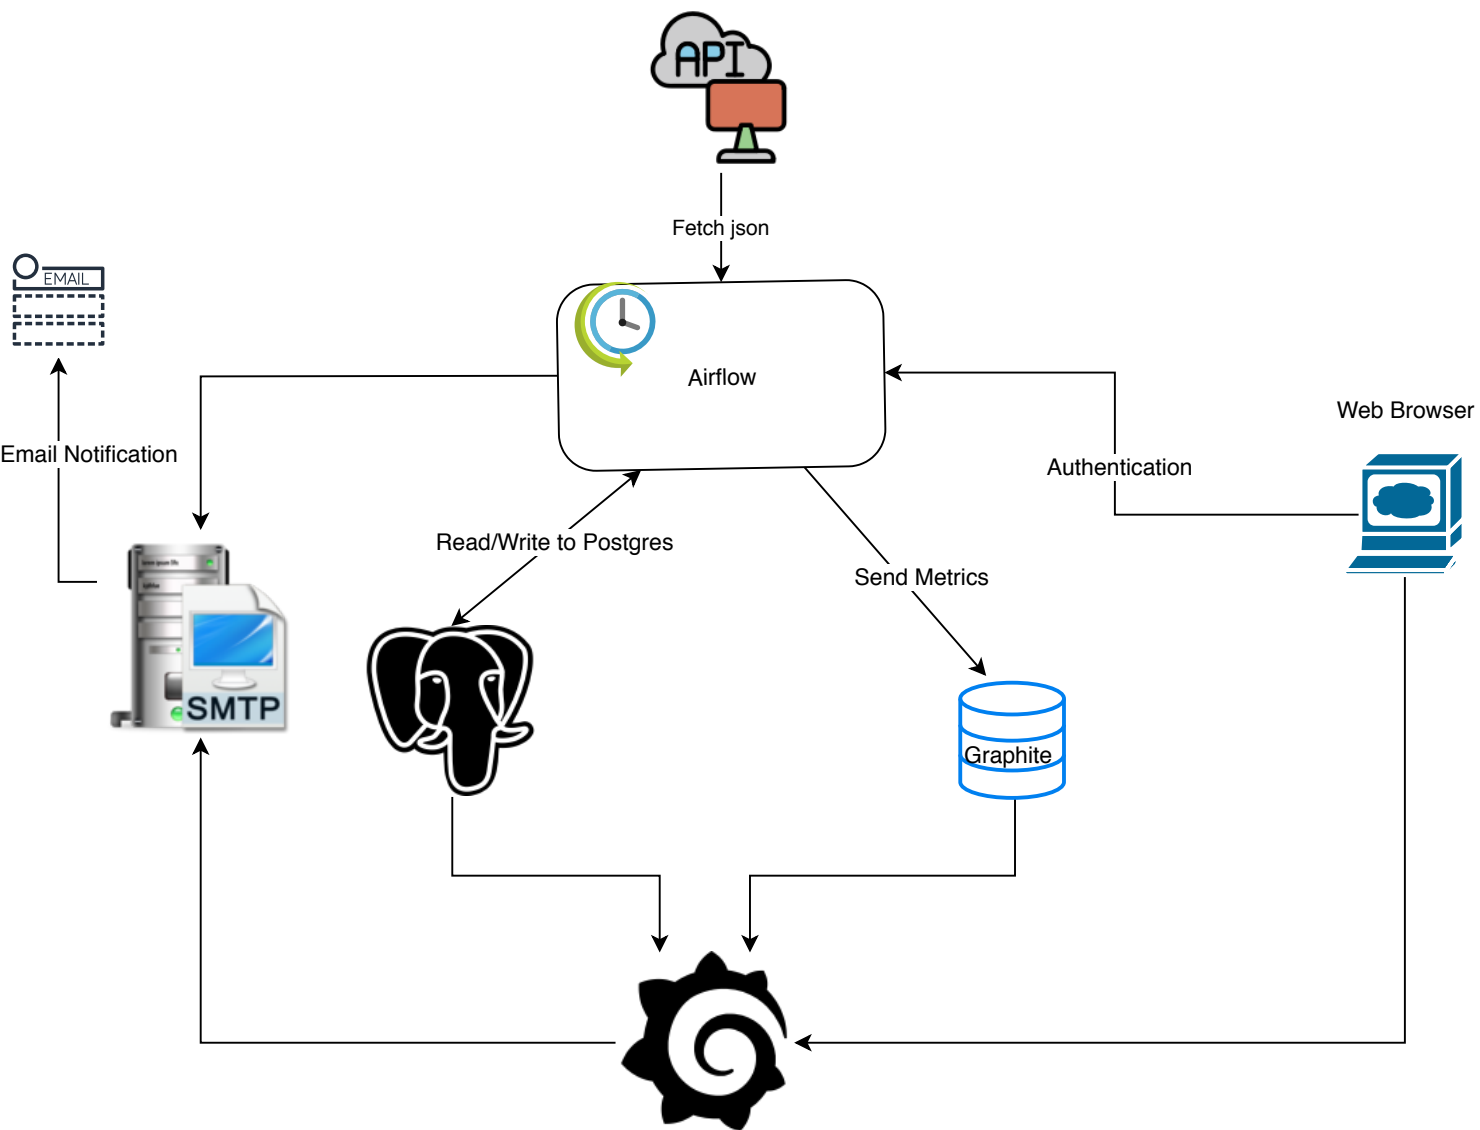 API
Fetch json
EMAIL
Airflow
Web Browser
Email Notification
Authentication
Read/Write to Postgres
Send Metrics
SMTP
Graphite